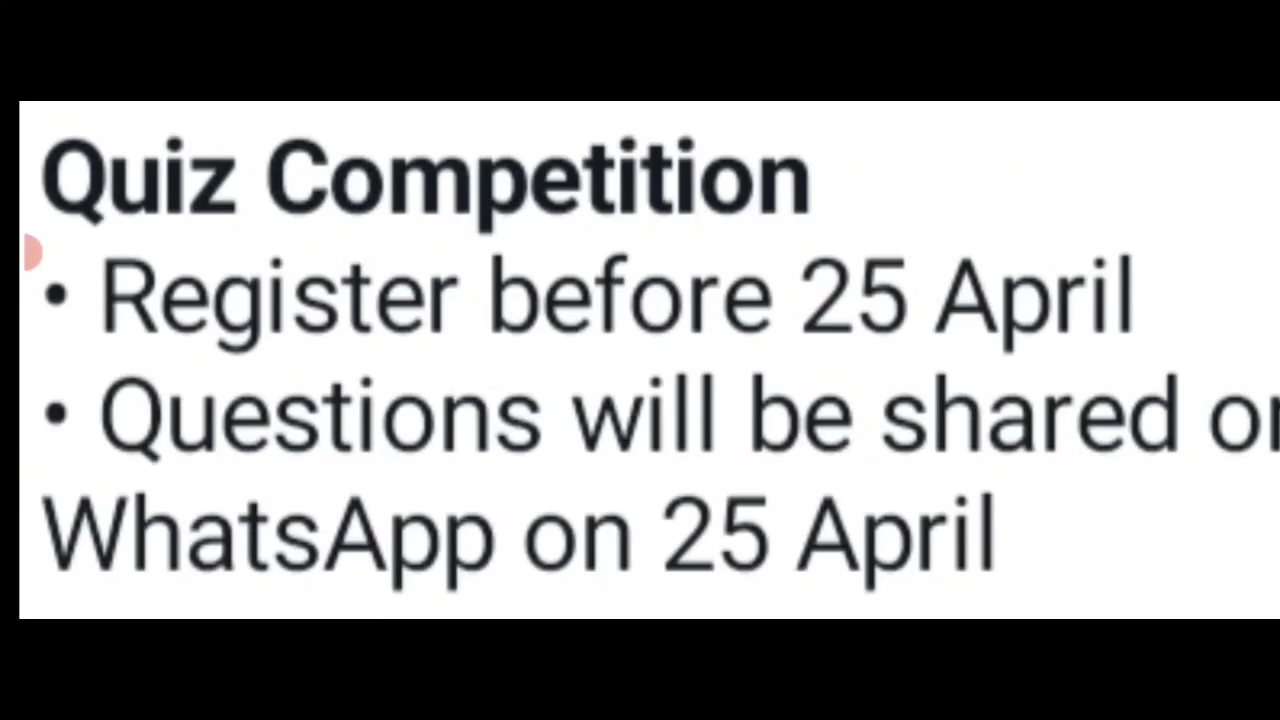 Quiz Competition
• Register before 25 April
• Questions will be shared
WhatsApp on 25 April